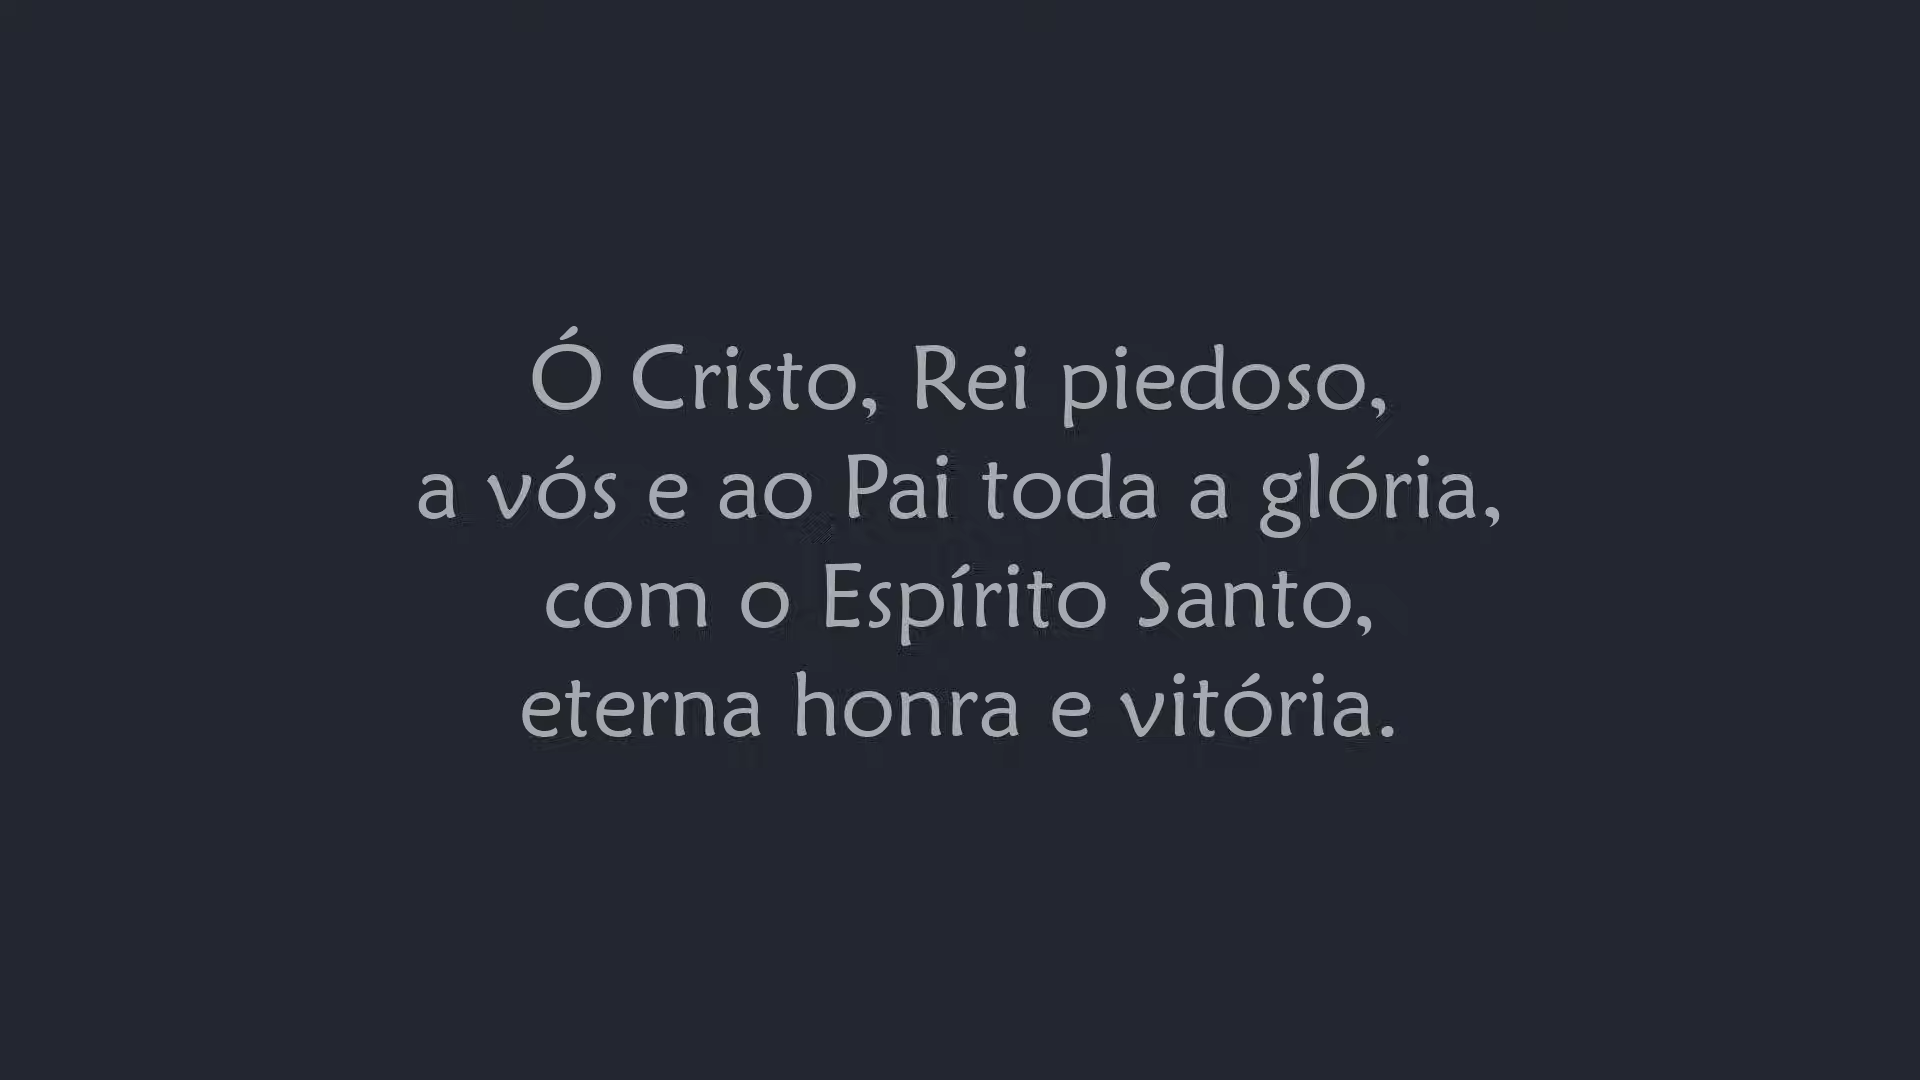 Ó Cristo, Rei piedoso,
a vós e ao Pai toda a glória,
com o Espírito Santo,
eterna honra e vitória.